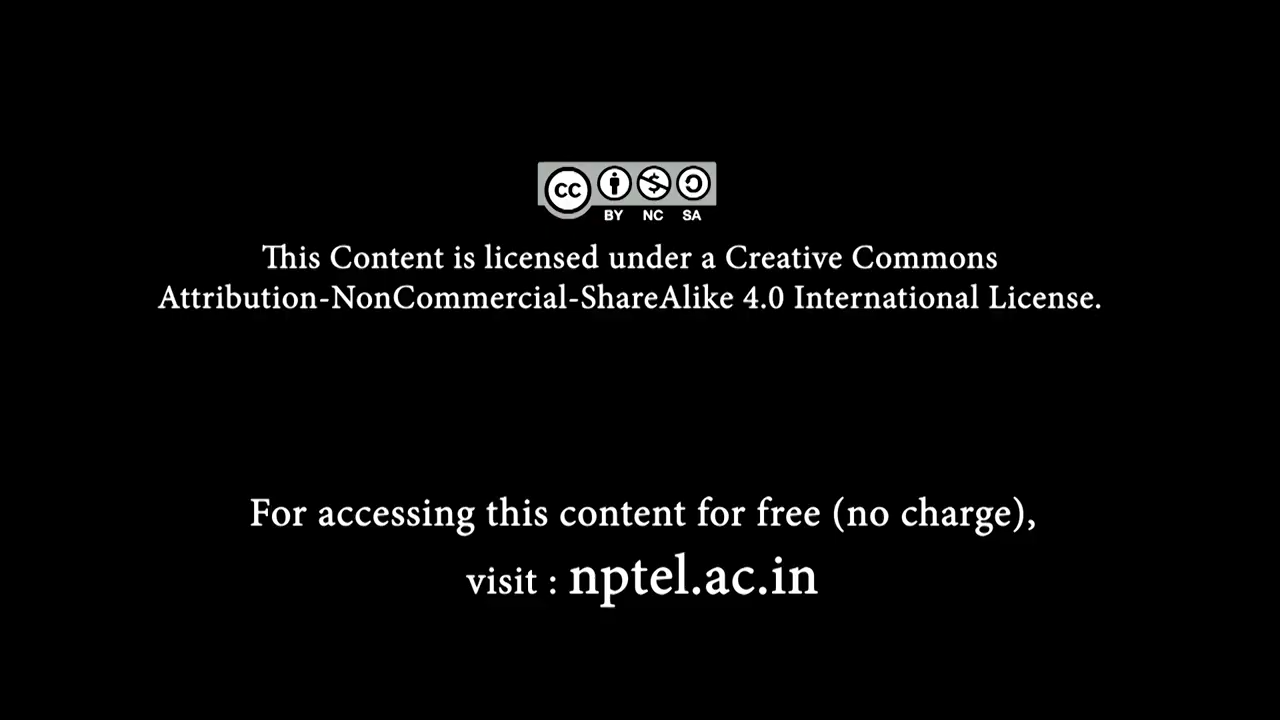 cc
BY NC SA
This Content is licensed under a Creative Commons
Attribution-NonCommercial-ShareAlike 4.0 International License.
For accessing this content for free (no charge),
visit : nptel.ac.in